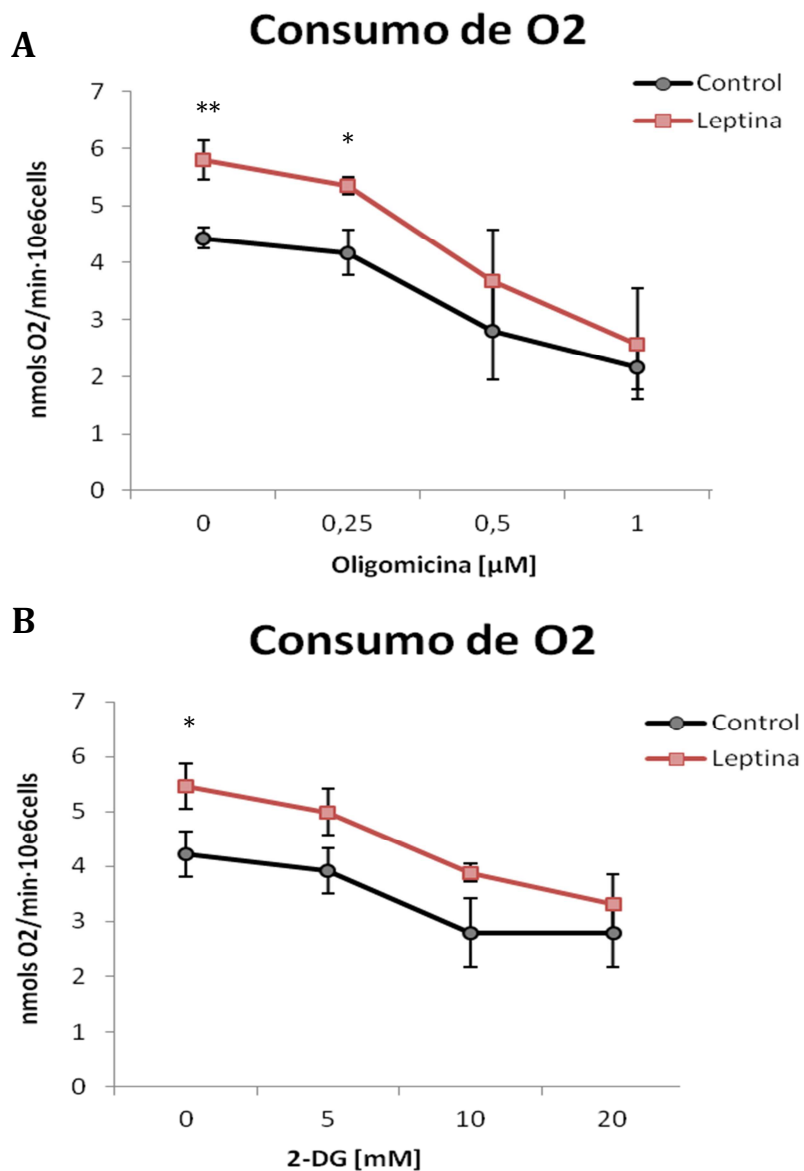 A
Consumo de O2
Control
Leptina
**
*
7
6
5
4
3
2
1
0
nmols O2/min·10e6cells
0 0,25 0,5 1
Oligomicina [µM]
B
Consumo de O2
Control
Leptina
*
7
6
5
4
3
2
1
0
nmols O2/min·10e6cells
0 5 10 20
2-DG [mM]